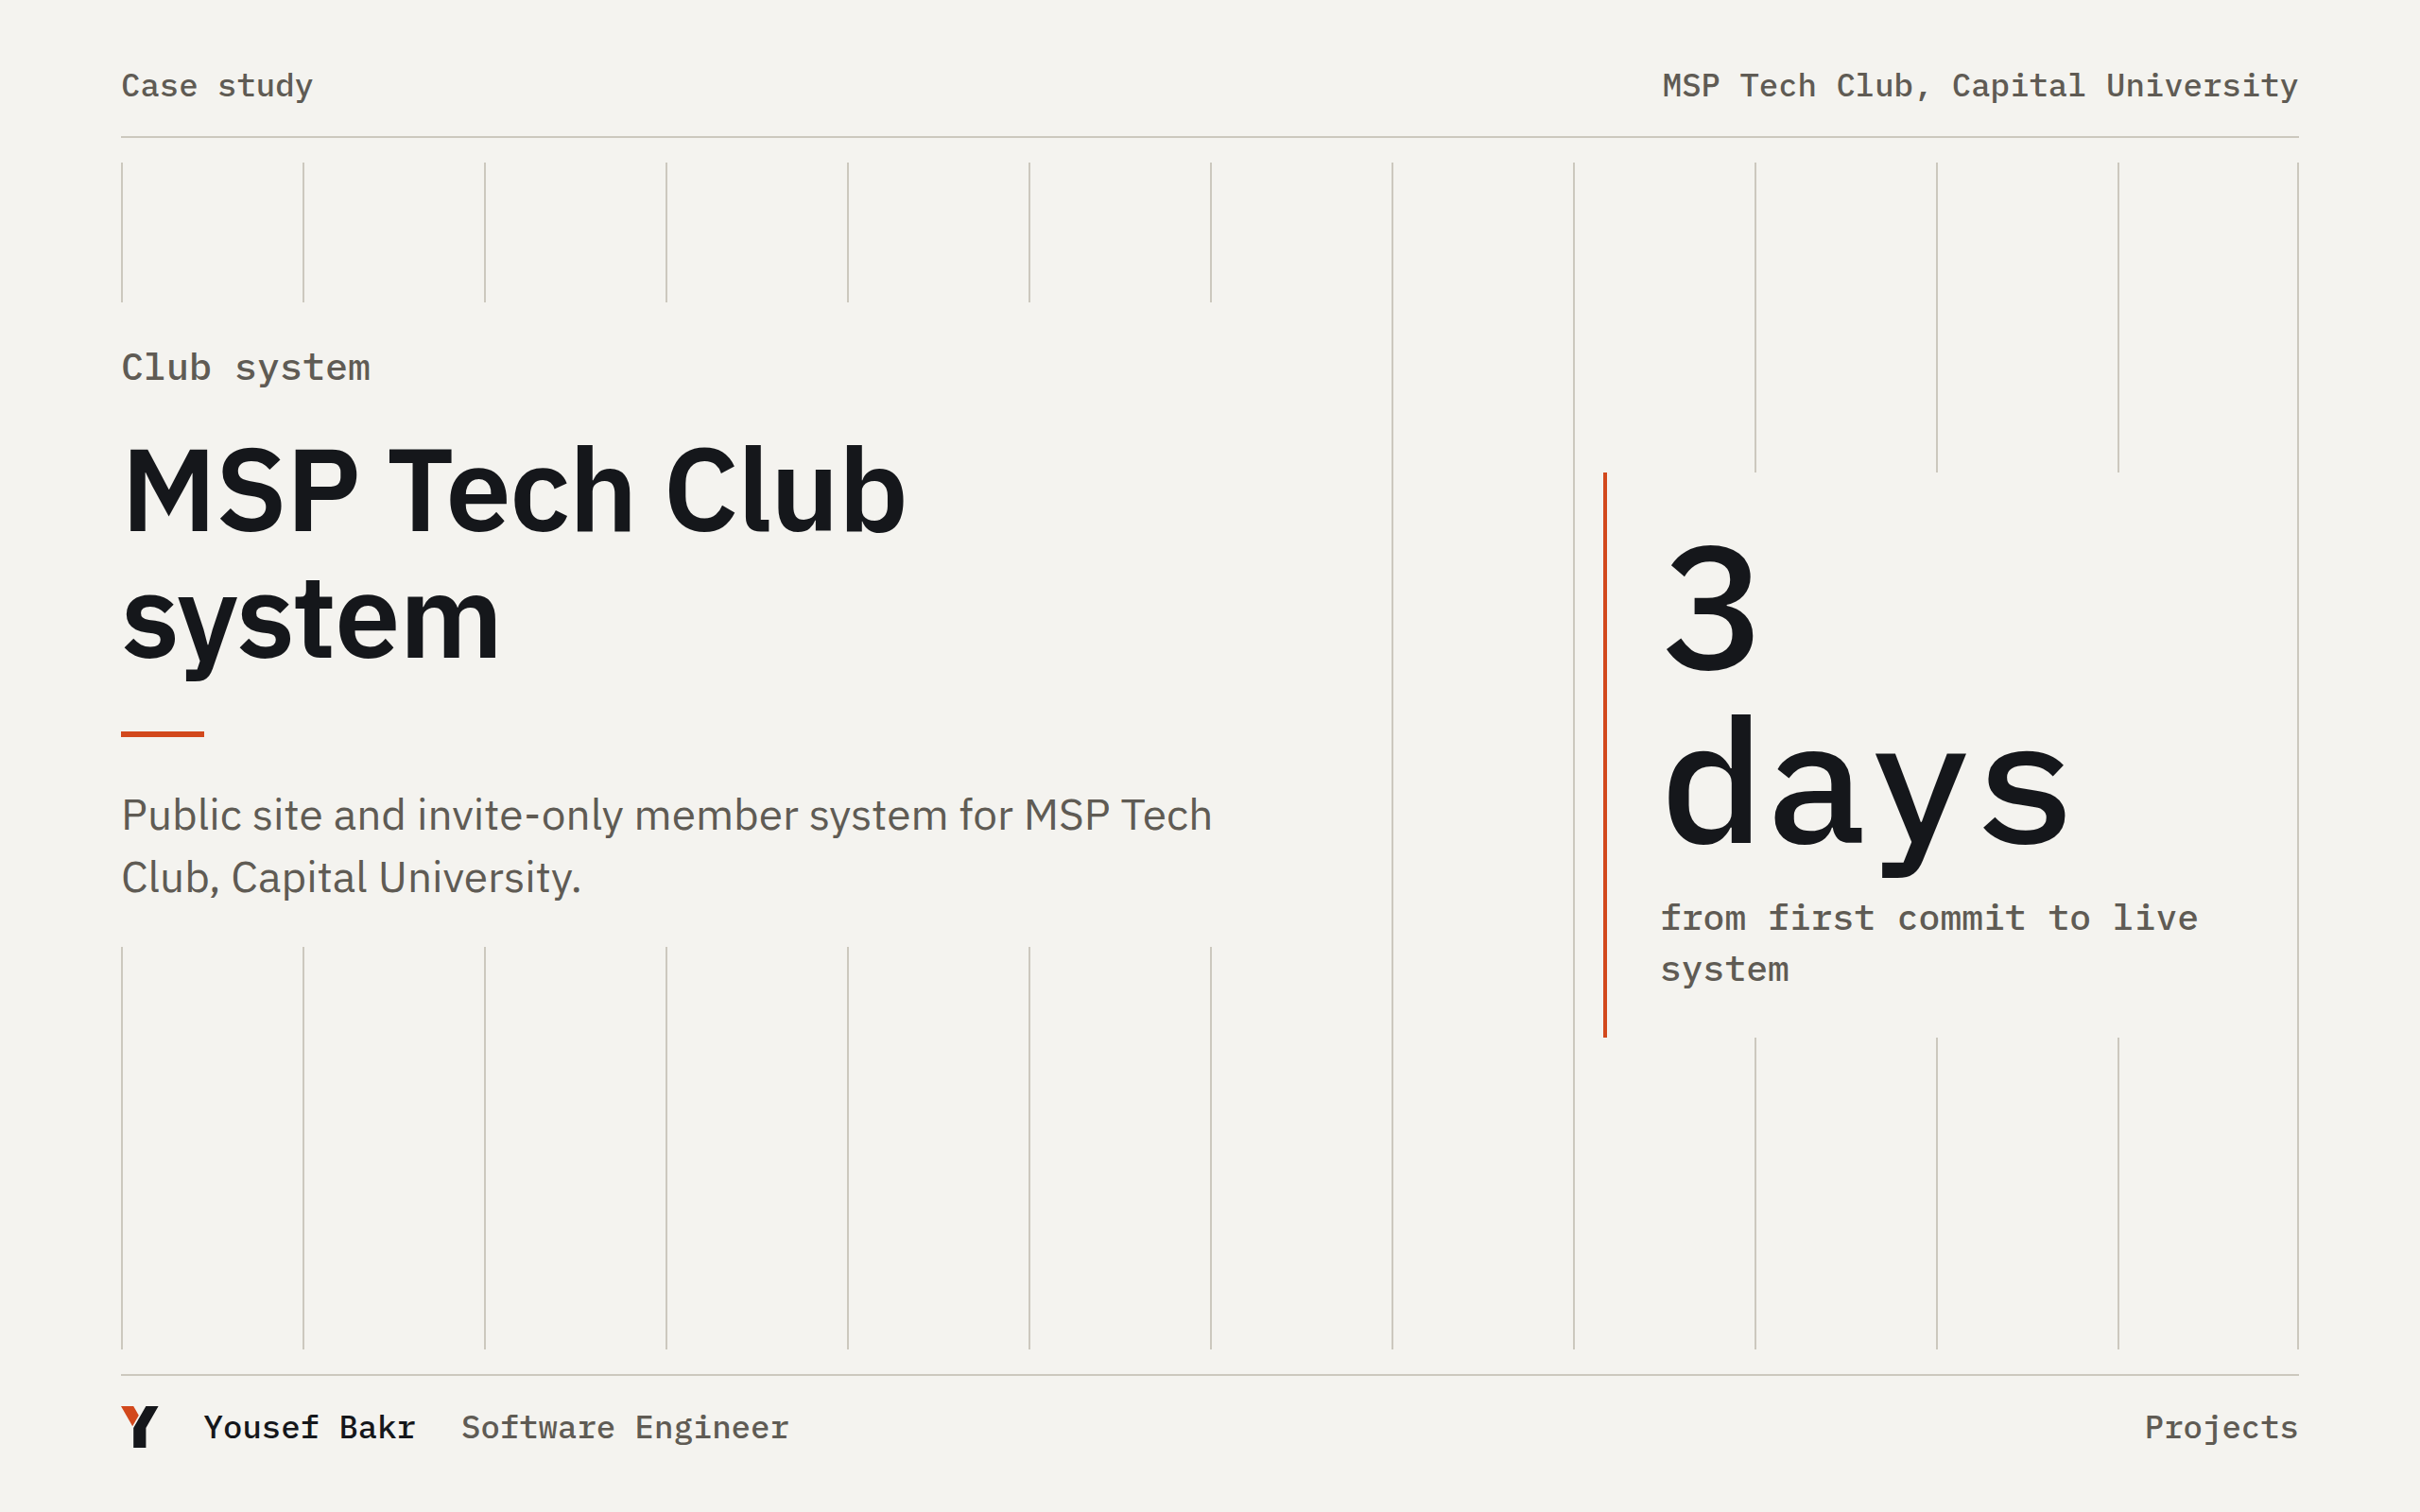 Case study
MSP Tech Club, Capital University
Club system
MSP Tech Club
system
Public site and invite-only member system for MSP Tech
Club, Capital University.
3
days
from first commit to live
system
Y
Yousef Bakr
Software Engineer
Projects